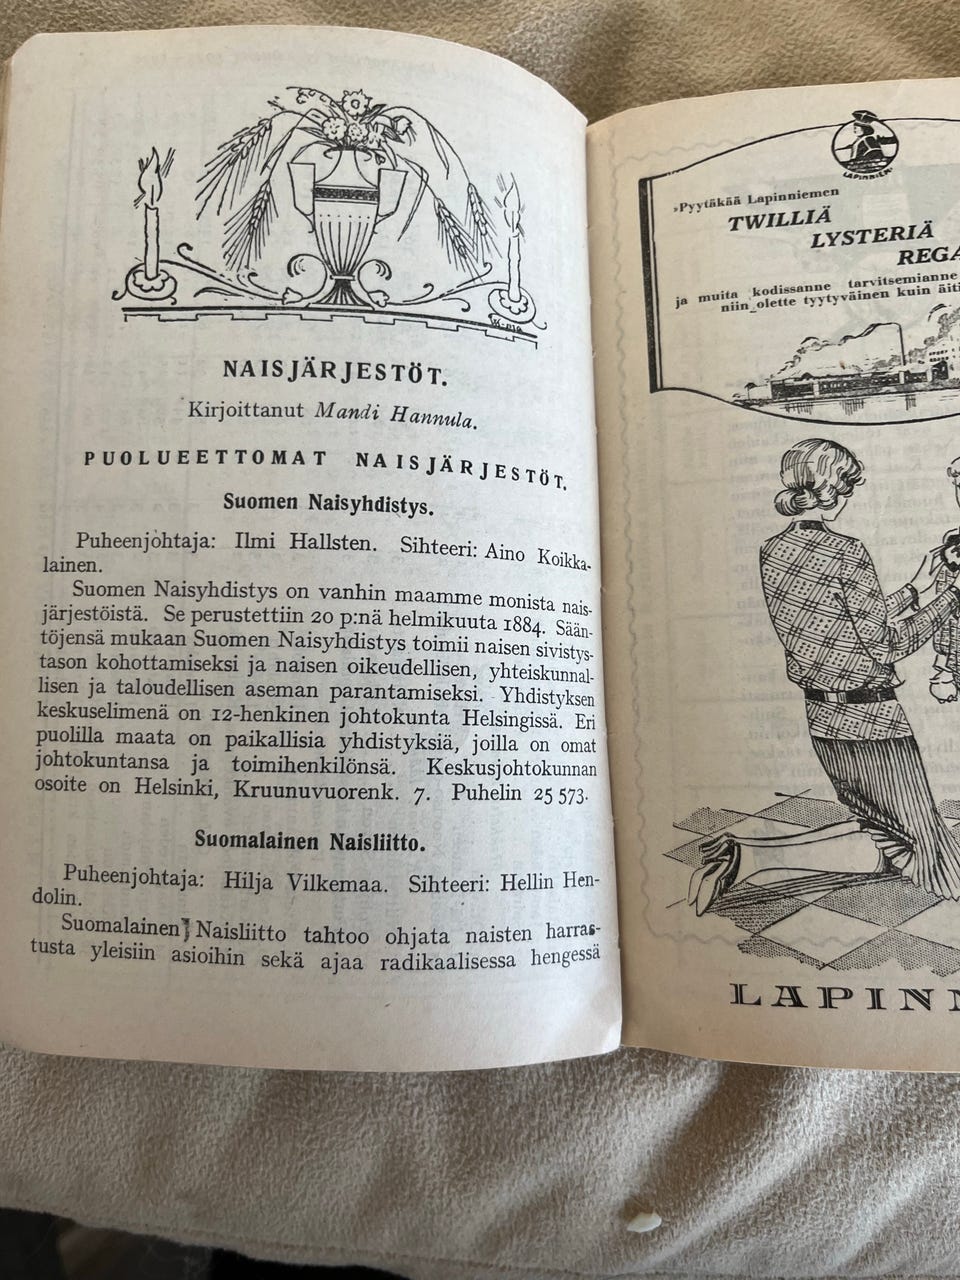 NAISJÄRJESTÖT.
Kirjoittanut Mandi Hannula.
PUOLUEETTOMAT NAISJÄRJESTÖT.
Suomen Naisyhdistys.
Puheenjohtaja: Ilmi Hallsten. Sihteeri: Aino Koikka-
lainen.
Suomen Naisyhdistys on vanhin maamme monista nais-
järjestöistä. Se perustettiin 20 p:nä helmikuuta 1884. Sään-
töjensä mukaan Suomen Naisyhdistys toimii naisen sivistys-
tason kohottamiseksi ja naisen oikeudellisen, yhteiskunnal-
lisen ja taloudellisen aseman parantamiseksi. Yhdistyksen
keskuselimenä on 12-henkinen johtokunta Helsingissä. Eri
puolilla maata on paikallisia yhdistyksiä, joilla on omat
johtokuntansa ja toimihenkilönsä. Keskusjohtokunnan
osoite on Helsinki, Kruunuvuorenk. 7. Puhelin 25 573.
Suomalainen Naisliitto.
Puheenjohtaja: Hilja Vilkemaa. Sihteeri: Hellin Hen-
dolin.
Suomalainen Naisliitto tahtoo ohjata naisten harras-
tusta yleisiin asioihin sekä ajaa radikaalisessa hengessä
LAPINNIEMI
»Pyytäkää Lapinniemen
TWILLIÄ
LYSTERIÄ
REGA
ja muita kodissanne tarvitsemianne
niin olette tyytyväinen kuin äiti
LAPINN